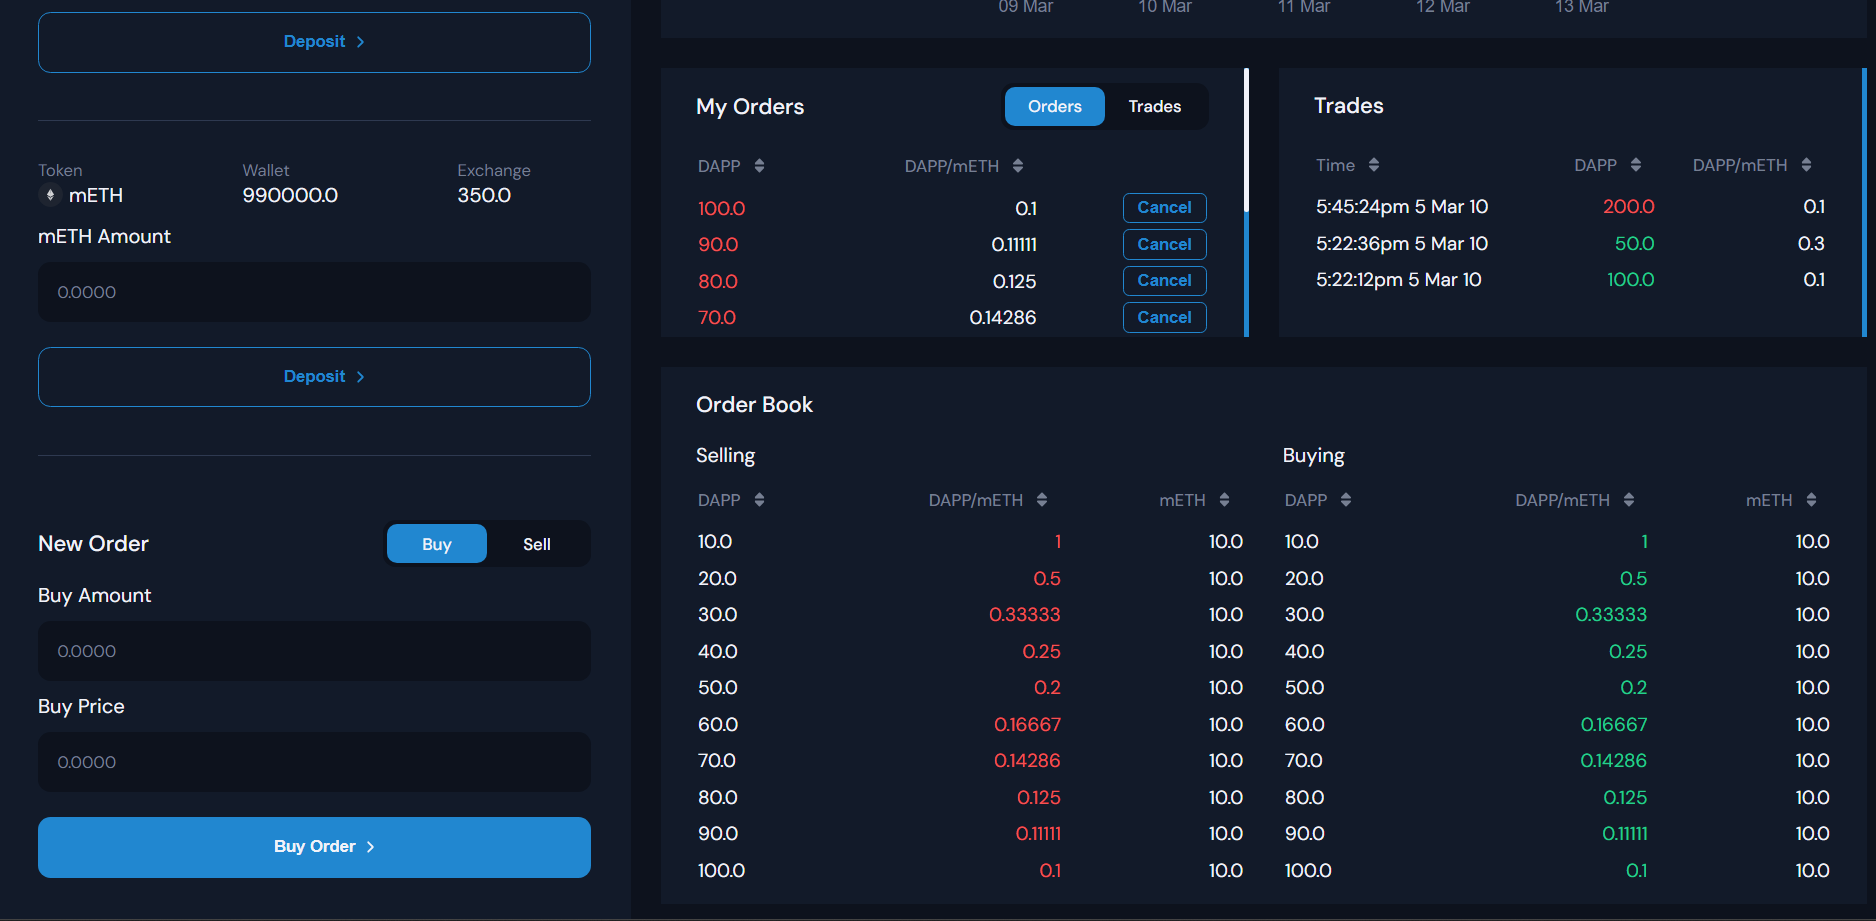 Deposit
Token Wallet Exchange
mETH 990000.0 350.0
mETH Amount
0.0000
Deposit
New Order Buy Sell
Buy Amount
0.0000
Buy Price
0.0000
Buy Order
09 Mar 10 Mar 11 Mar 12 Mar 13 Mar
My Orders Orders Trades
DAPP DAPP/mETH
100.0 0.1 Cancel
90.0 0.11111 Cancel
80.0 0.125 Cancel
70.0 0.14286 Cancel
Trades
Time DAPP DAPP/mETH
5:45:24pm 5 Mar 10 200.0 0.1
5:22:36pm 5 Mar 10 50.0 0.3
5:22:12pm 5 Mar 10 100.0 0.1
Order Book
Selling
DAPP DAPP/mETH mETH
10.0 1 10.0
20.0 0.5 10.0
30.0 0.33333 10.0
40.0 0.25 10.0
50.0 0.2 10.0
60.0 0.16667 10.0
70.0 0.14286 10.0
80.0 0.125 10.0
90.0 0.11111 10.0
100.0 0.1 10.0
Buying
DAPP DAPP/mETH mETH
10.0 1 10.0
20.0 0.5 10.0
30.0 0.33333 10.0
40.0 0.25 10.0
50.0 0.2 10.0
60.0 0.16667 10.0
70.0 0.14286 10.0
80.0 0.125 10.0
90.0 0.11111 10.0
100.0 0.1 10.0